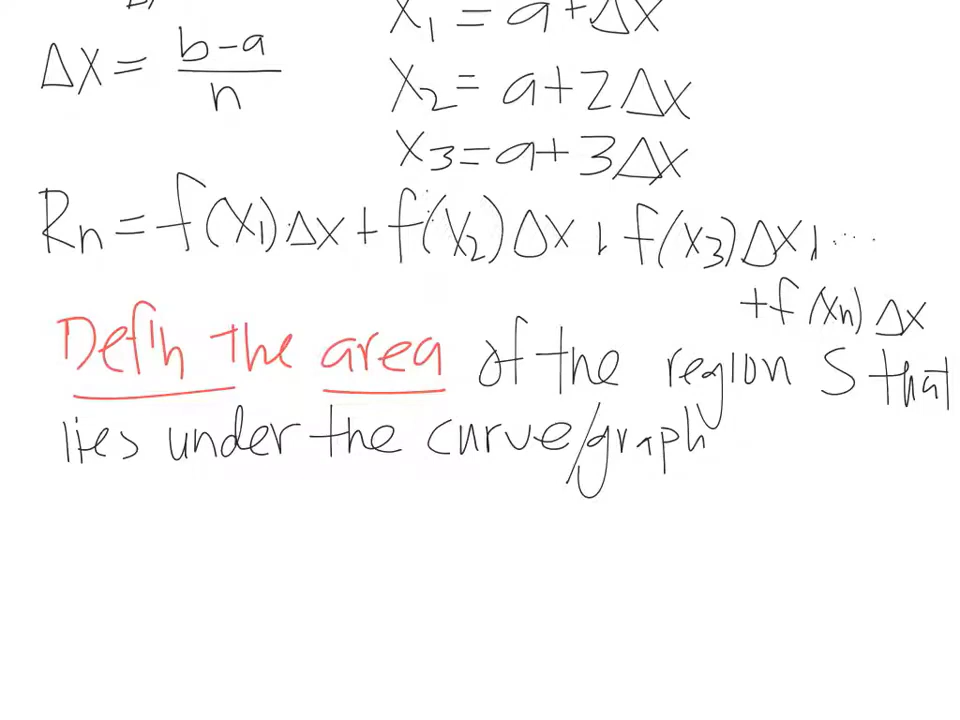 x₁ = a + Δx
Δx = (b-a)/n
x₂ = a + 2Δx
x₃ = a + 3Δx
Rn = f(x₁)Δx + f(x₂)Δx + f(x₃)Δx + ...
+ f(xn)Δx
Defin the area of the region S that
lies under the curve/graph